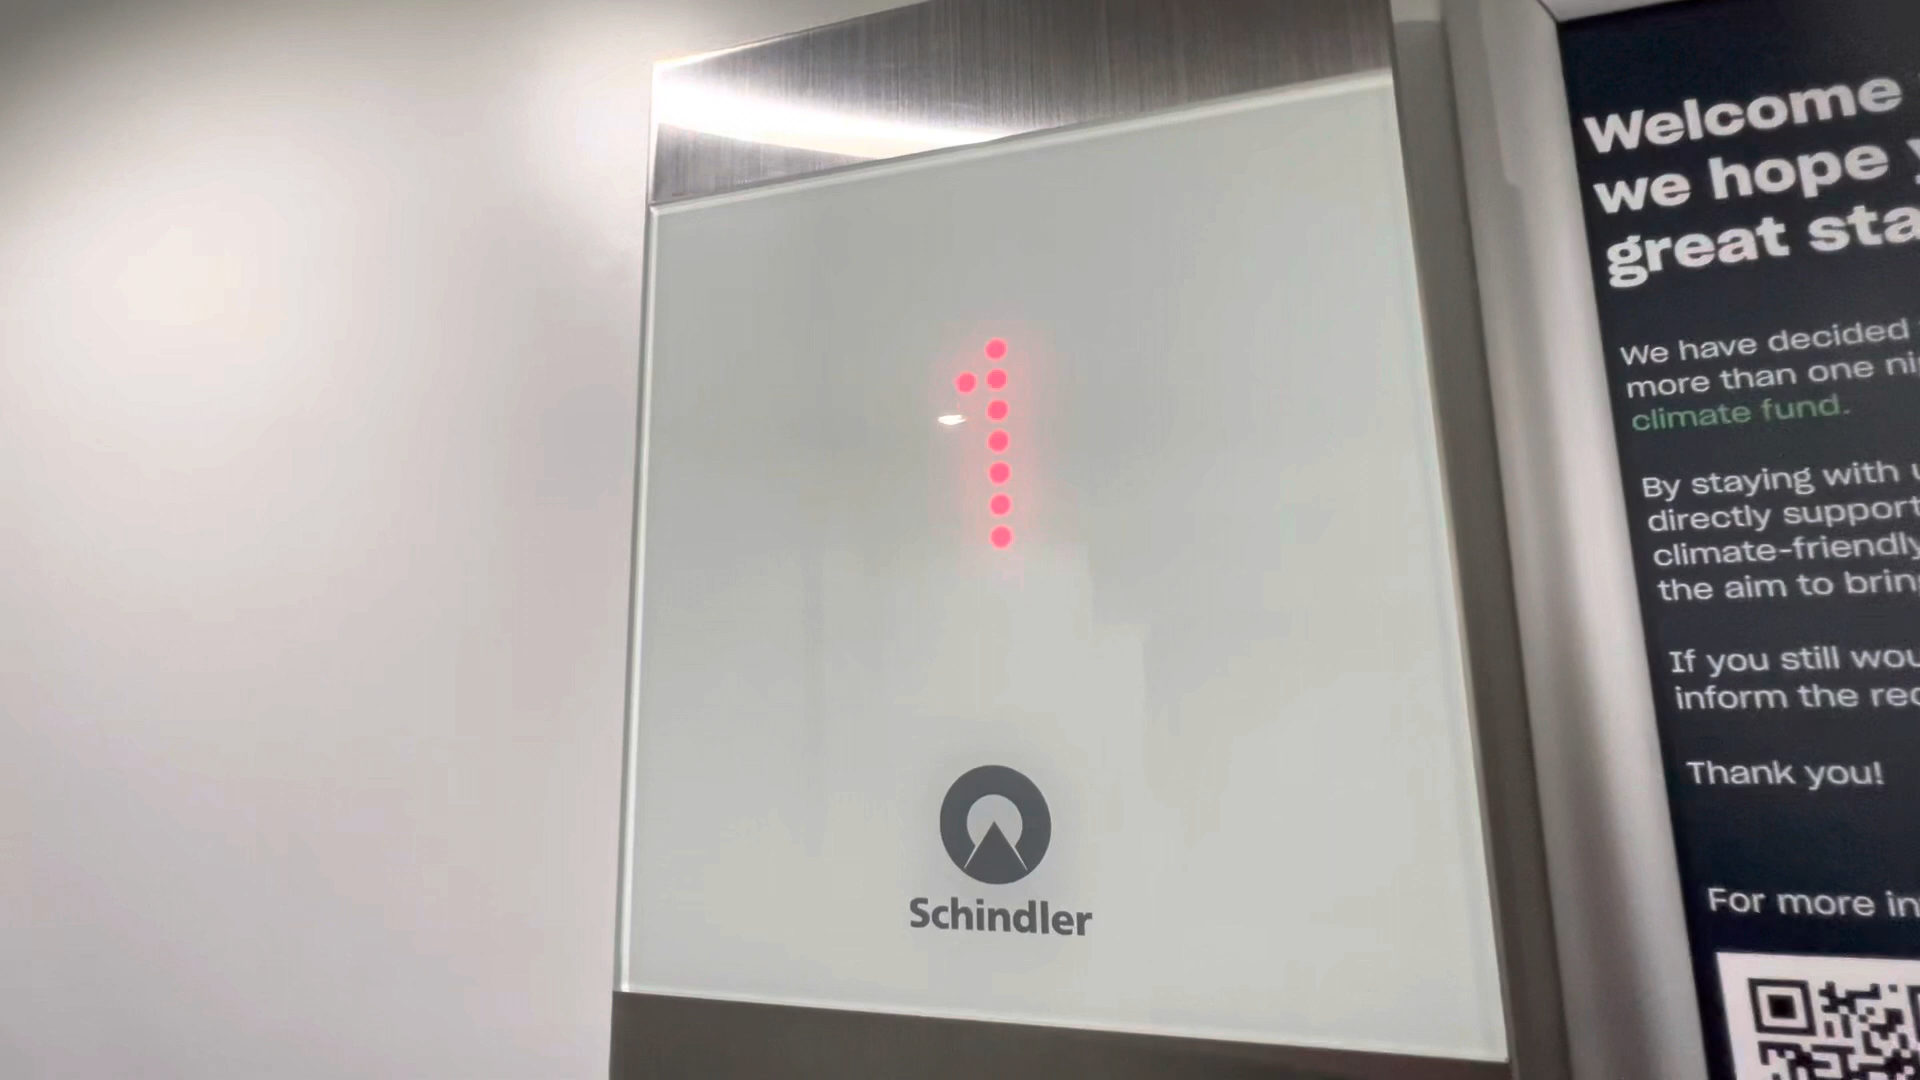 1
Schindler
Welcome
we hope
great sta
We have decided
more than one ni
climate fund.
By staying with
directly support
climate-friendly
the aim to brin
If you still wou
inform the rec
Thank you!
For more in